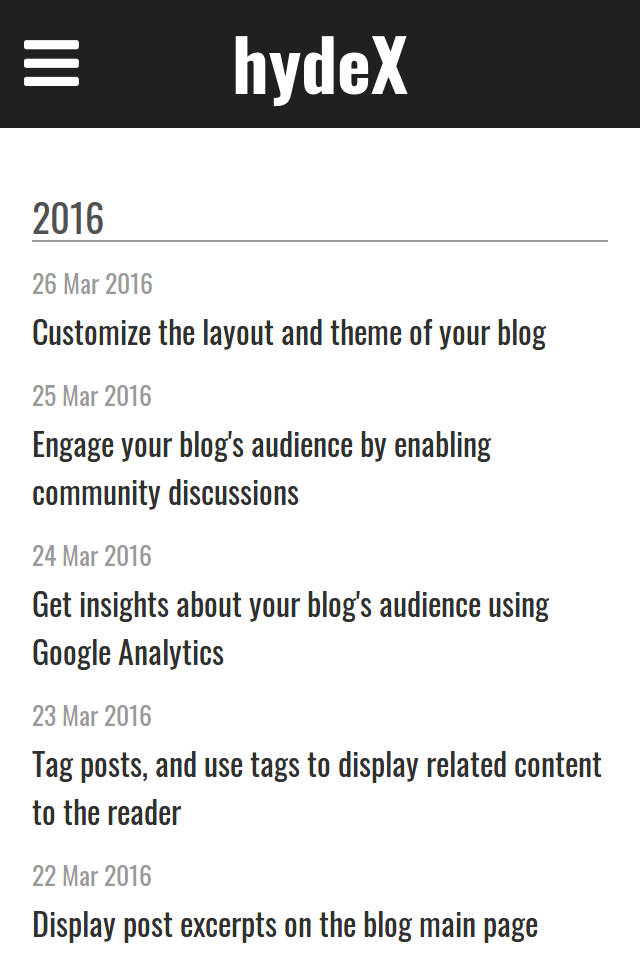 hydeX
2016
26 Mar 2016
Customize the layout and theme of your blog
25 Mar 2016
Engage your blog's audience by enabling
community discussions
24 Mar 2016
Get insights about your blog's audience using
Google Analytics
23 Mar 2016
Tag posts, and use tags to display related content
to the reader
22 Mar 2016
Display post excerpts on the blog main page